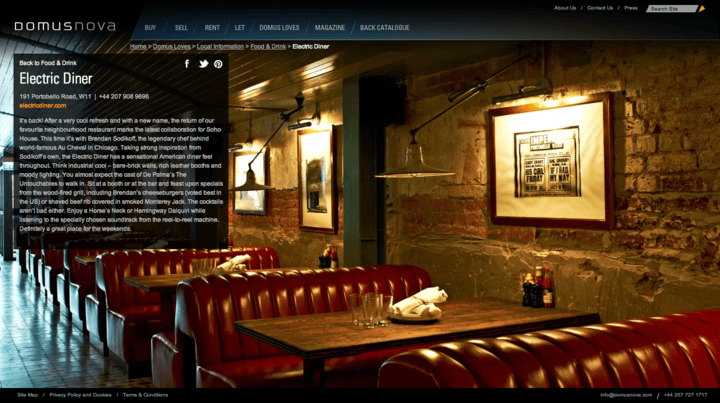 About Us / Contact Us / Press
Search Site
DOMUSNOVA
BUY / SELL / RENT / LET / DOMUS LOVES / MAGAZINE / BACK CATALOGUE
Home > Domus Loves > Local Information > Food & Drink > Electric Diner
Back to Food & Drink
Electric Diner
191 Portobello Road, W11 | +44 207 908 9696
electricdiner.com
It's back! After a very cool refresh and with a new name, the return of our
favourite neighbourhood restaurant marks the latest collaboration for Soho
House. This time it's with Brendan Sodikoff, the legendary chef behind
world-famous Au Cheval in Chicago. Taking strong inspiration from
Sodikoff's own, the Electric Diner has a sensational American diner feel
throughout. Think industrial cool – bare-brick walls, rich leather booths and
moody lighting. You almost expect the cast of De Palma's The
Untouchables to walk in. Sit at a booth or at the bar and feast upon specials
from the wood-fired grill, including Brendan's cheeseburgers (voted best in
the US) or shaved beef rib covered in smoked Monterey Jack. The cocktails
aren't bad either. Enjoy a Horse's Neck or Hemingway Daiquiri while
listening to the specially chosen soundtrack from the reel-to-reel machine.
Definitely a great place for the weekends.
IMPE
HIS GIRL
FRIDAY
IF I HAD
MY WAY
Site Map / Privacy Policy and Cookies / Terms & Conditions
info@domusnova.com / +44 207 727 1717